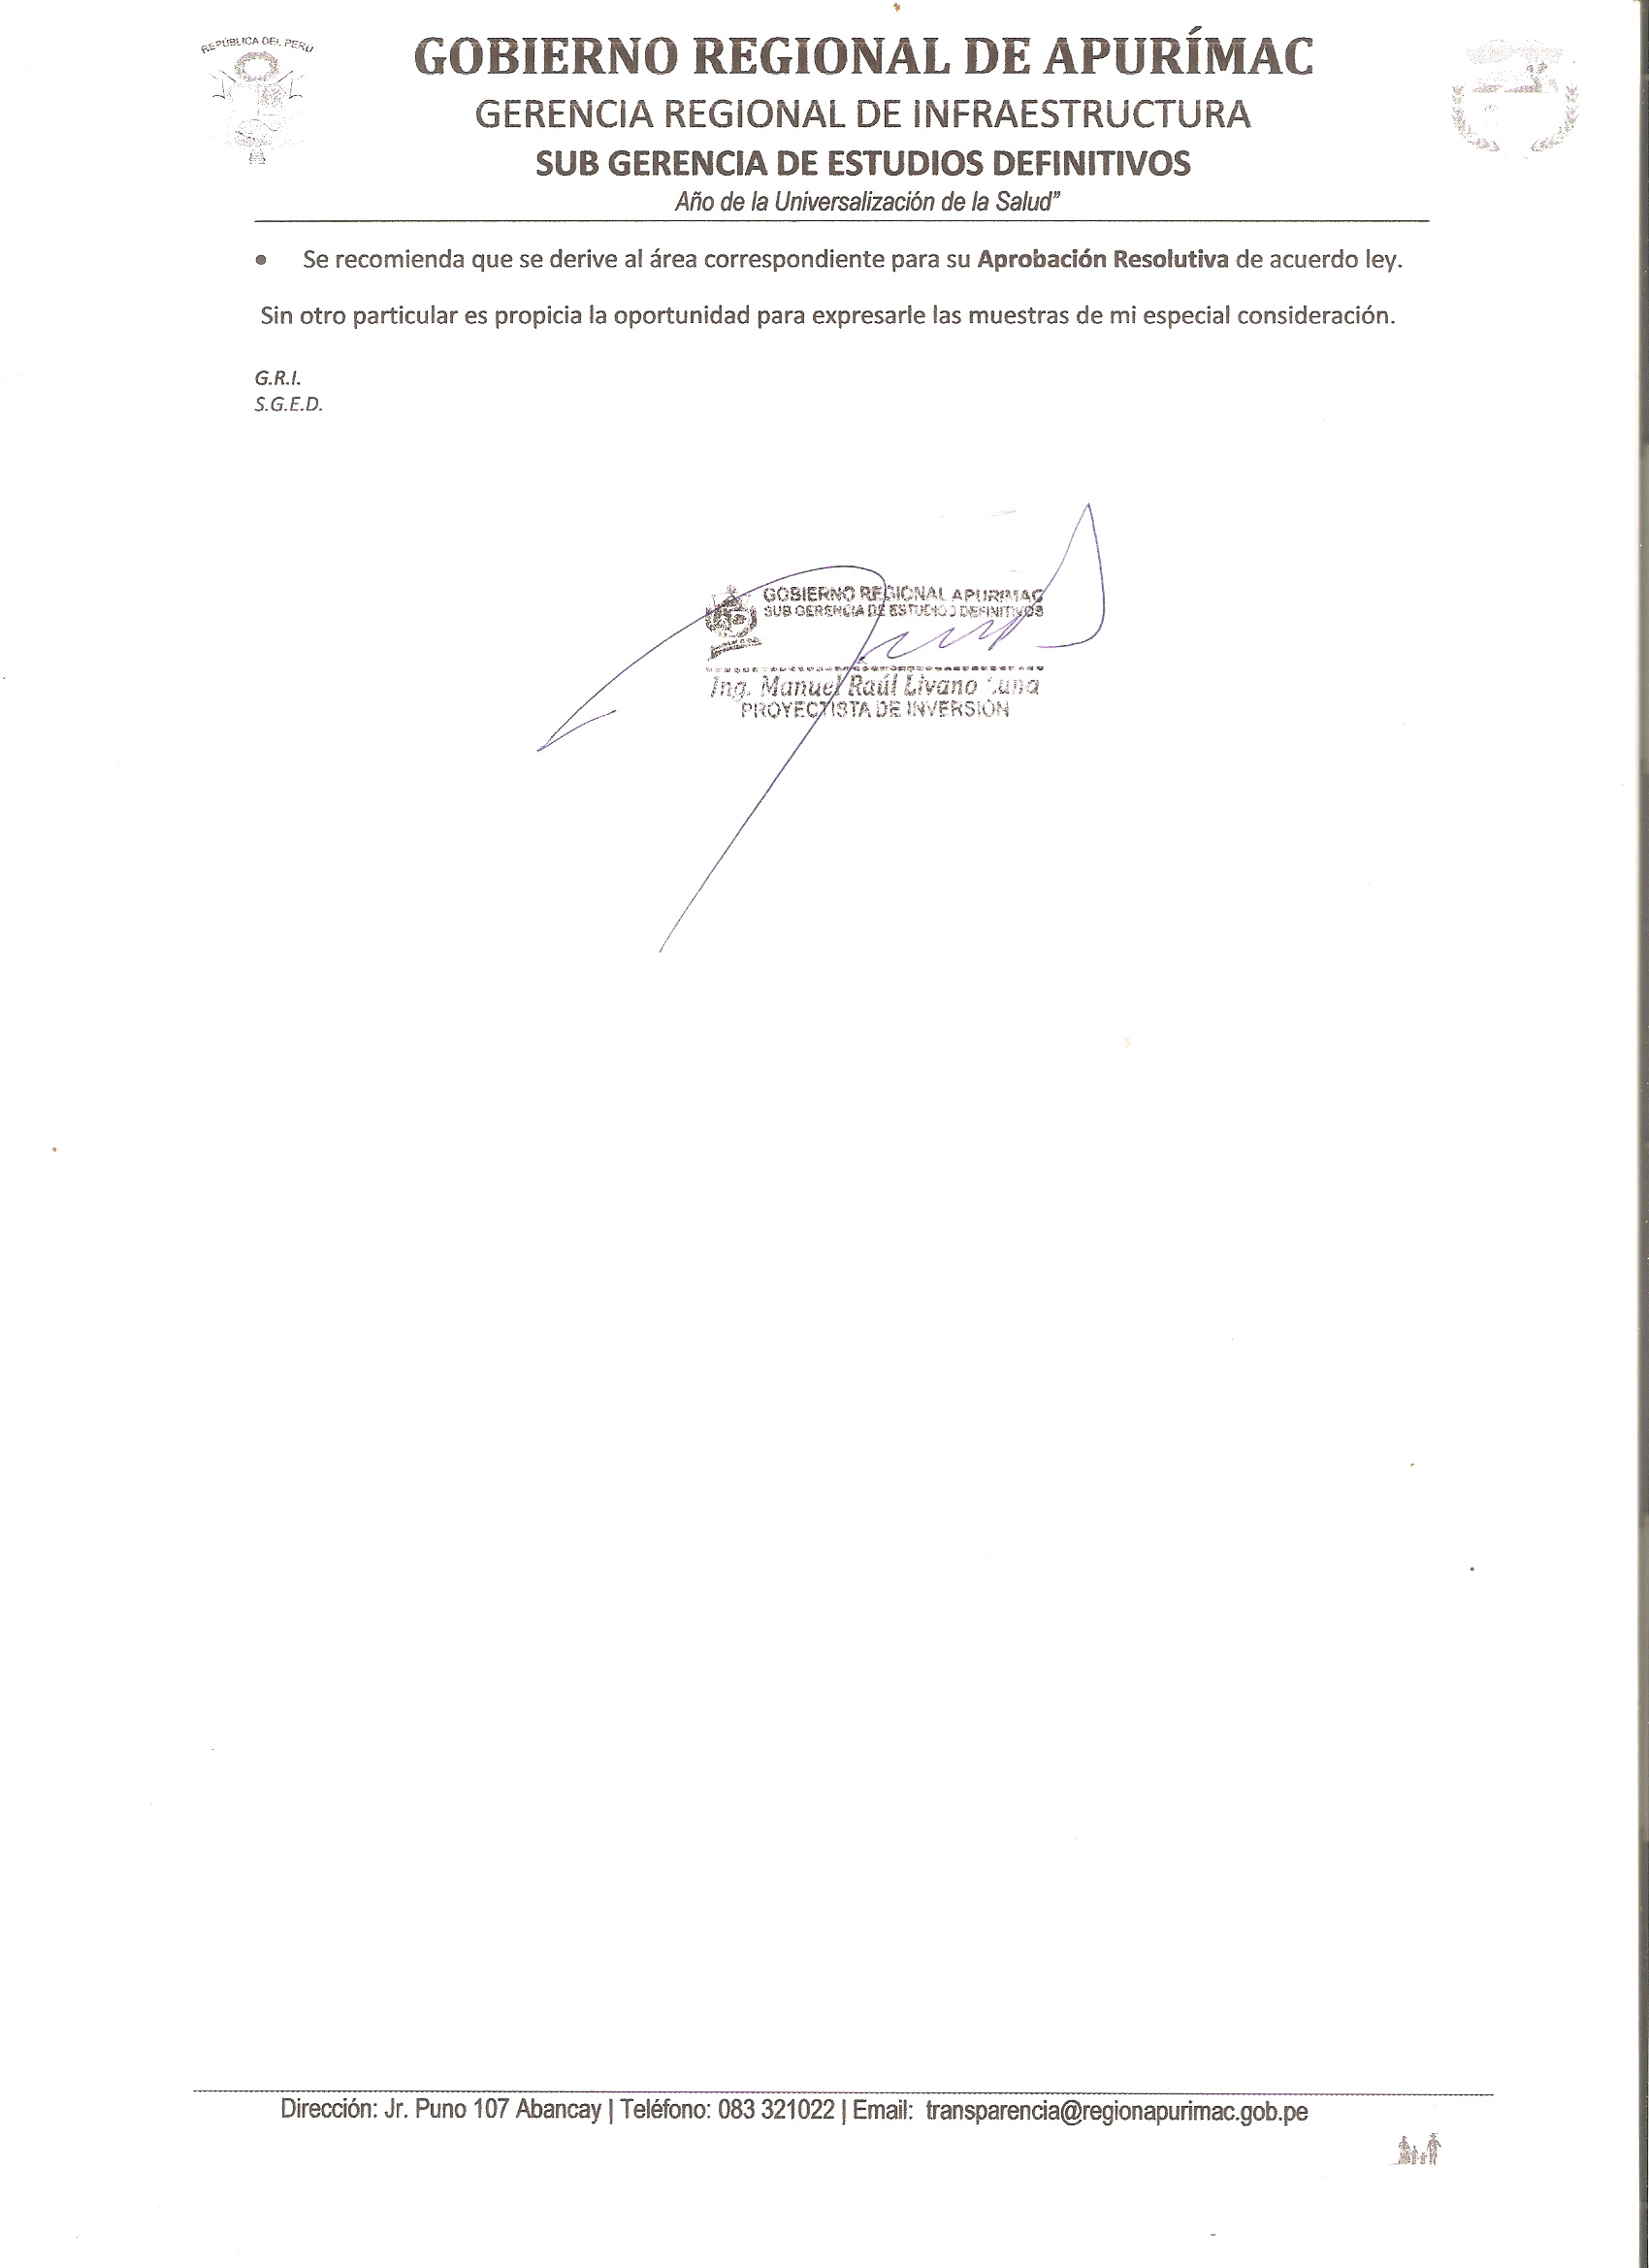 REPÚBLICA DEL PERU
GOBIERNO REGIONAL DE APURÍMAC
GERENCIA REGIONAL DE INFRAESTRUCTURA
SUB GERENCIA DE ESTUDIOS DEFINITIVOS
Año de la Universalización de la Salud”
• Se recomienda que se derive al área correspondiente para su Aprobación Resolutiva de acuerdo ley.
Sin otro particular es propicia la oportunidad para expresarle las muestras de mi especial consideración.
G.R.I.
S.G.E.D.
GOBIERNO REGIONAL APURIMAC
SUB GERENCIA DE ESTUDIOS DEFINITIVOS
Ing. Manuel Raúl Livano
PROYECTISTA DE INVERSIÓN
Dirección: Jr. Puno 107 Abancay | Teléfono: 083 321022 | Email: transparencia@regionapurimac.gob.pe